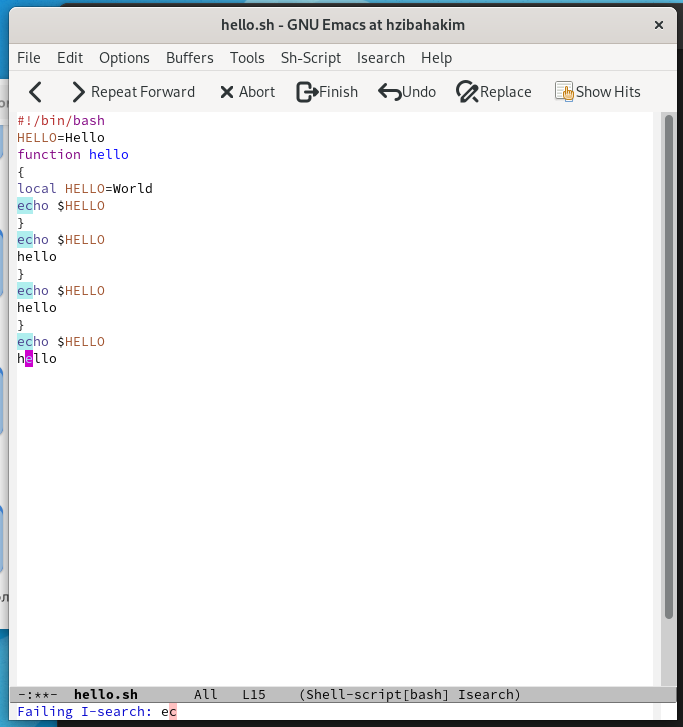 hello.sh - GNU Emacs at hzibahakim
File Edit Options Buffers Tools Sh-Script Isearch Help
Repeat Forward Abort Finish Undo Replace Show Hits
#!/bin/bash
HELLO=Hello
function hello
{
local HELLO=World
echo $HELLO
}
echo $HELLO
hello
}
echo $HELLO
hello
}
echo $HELLO
hello
-:**- hello.sh All L15 (Shell-script[bash] Isearch)
Failing I-search: ec